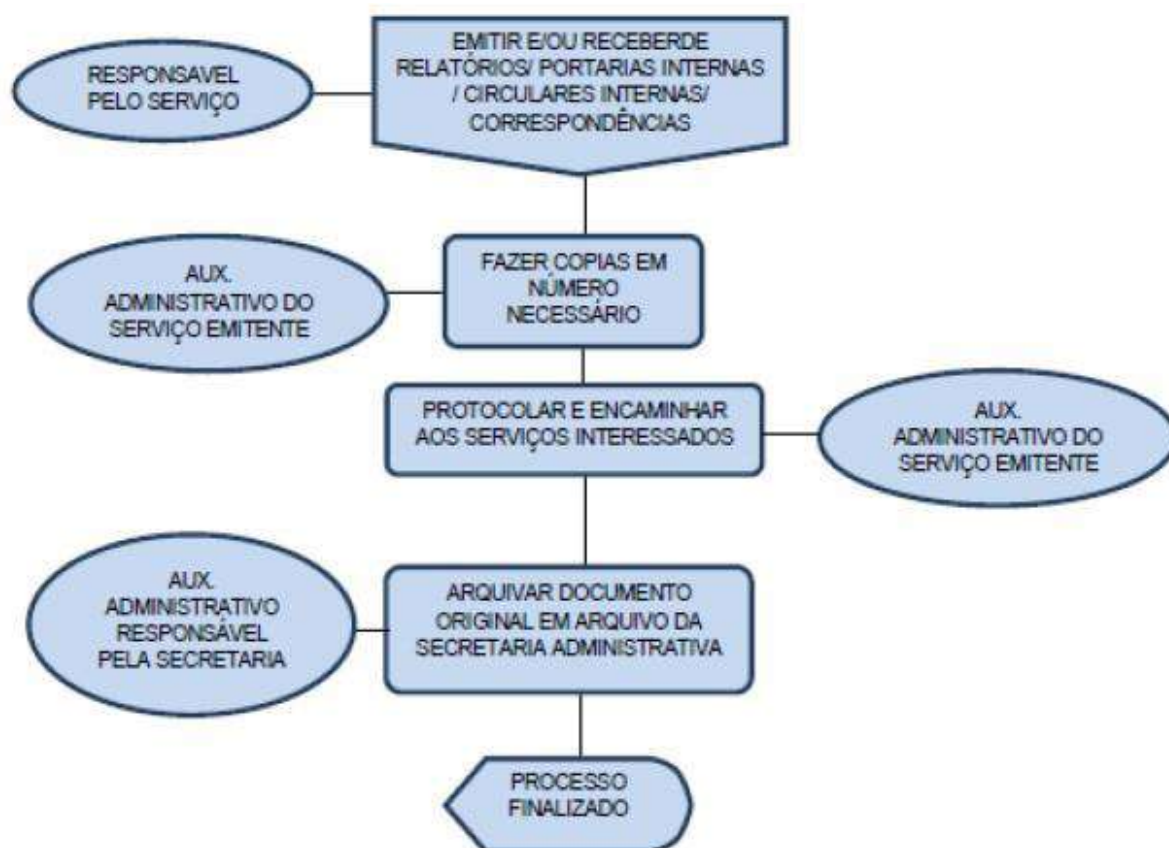 EMITIR E/OU RECEBERDE
RELATÓRIOS/ PORTARIAS INTERNAS
/ CIRCULARES INTERNAS/
CORRESPONDÊNCIAS
RESPONSAVEL
PELO SERVIÇO
FAZER COPIAS EM
NÚMERO
NECESSÁRIO
AUX.
ADMINISTRATIVO DO
SERVIÇO EMITENTE
PROTOCOLAR E ENCAMINHAR
AOS SERVIÇOS INTERESSADOS
AUX.
ADMINISTRATIVO DO
SERVIÇO EMITENTE
AUX.
ADMINISTRATIVO
RESPONSÁVEL
PELA SECRETARIA
ARQUIVAR DOCUMENTO
ORIGINAL EM ARQUIVO DA
SECRETARIA ADMINISTRATIVA
PROCESSO
FINALIZADO